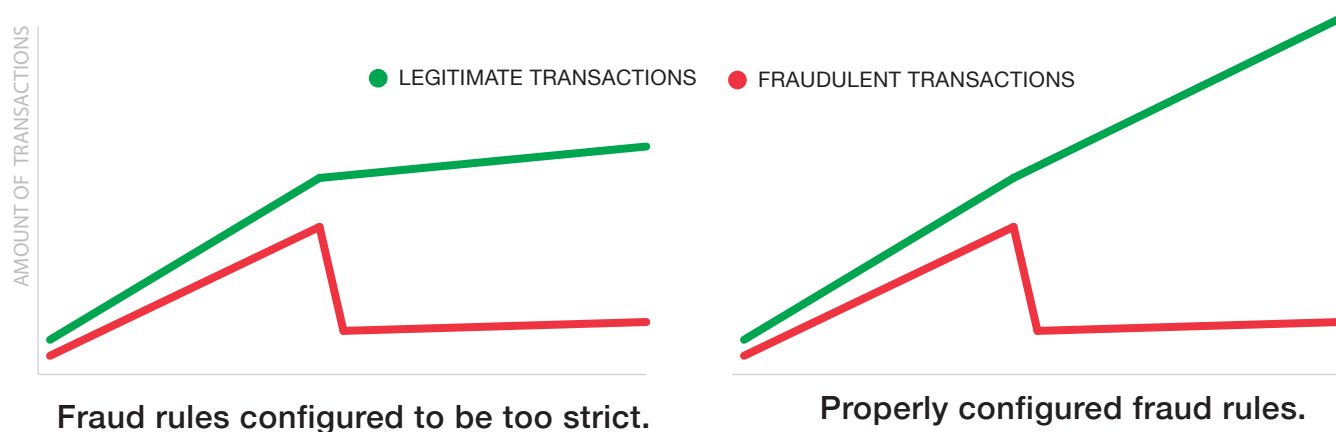 AMOUNT OF TRANSACTIONS
LEGITIMATE TRANSACTIONS
FRAUDULENT TRANSACTIONS
Fraud rules configured to be too strict.
Properly configured fraud rules.